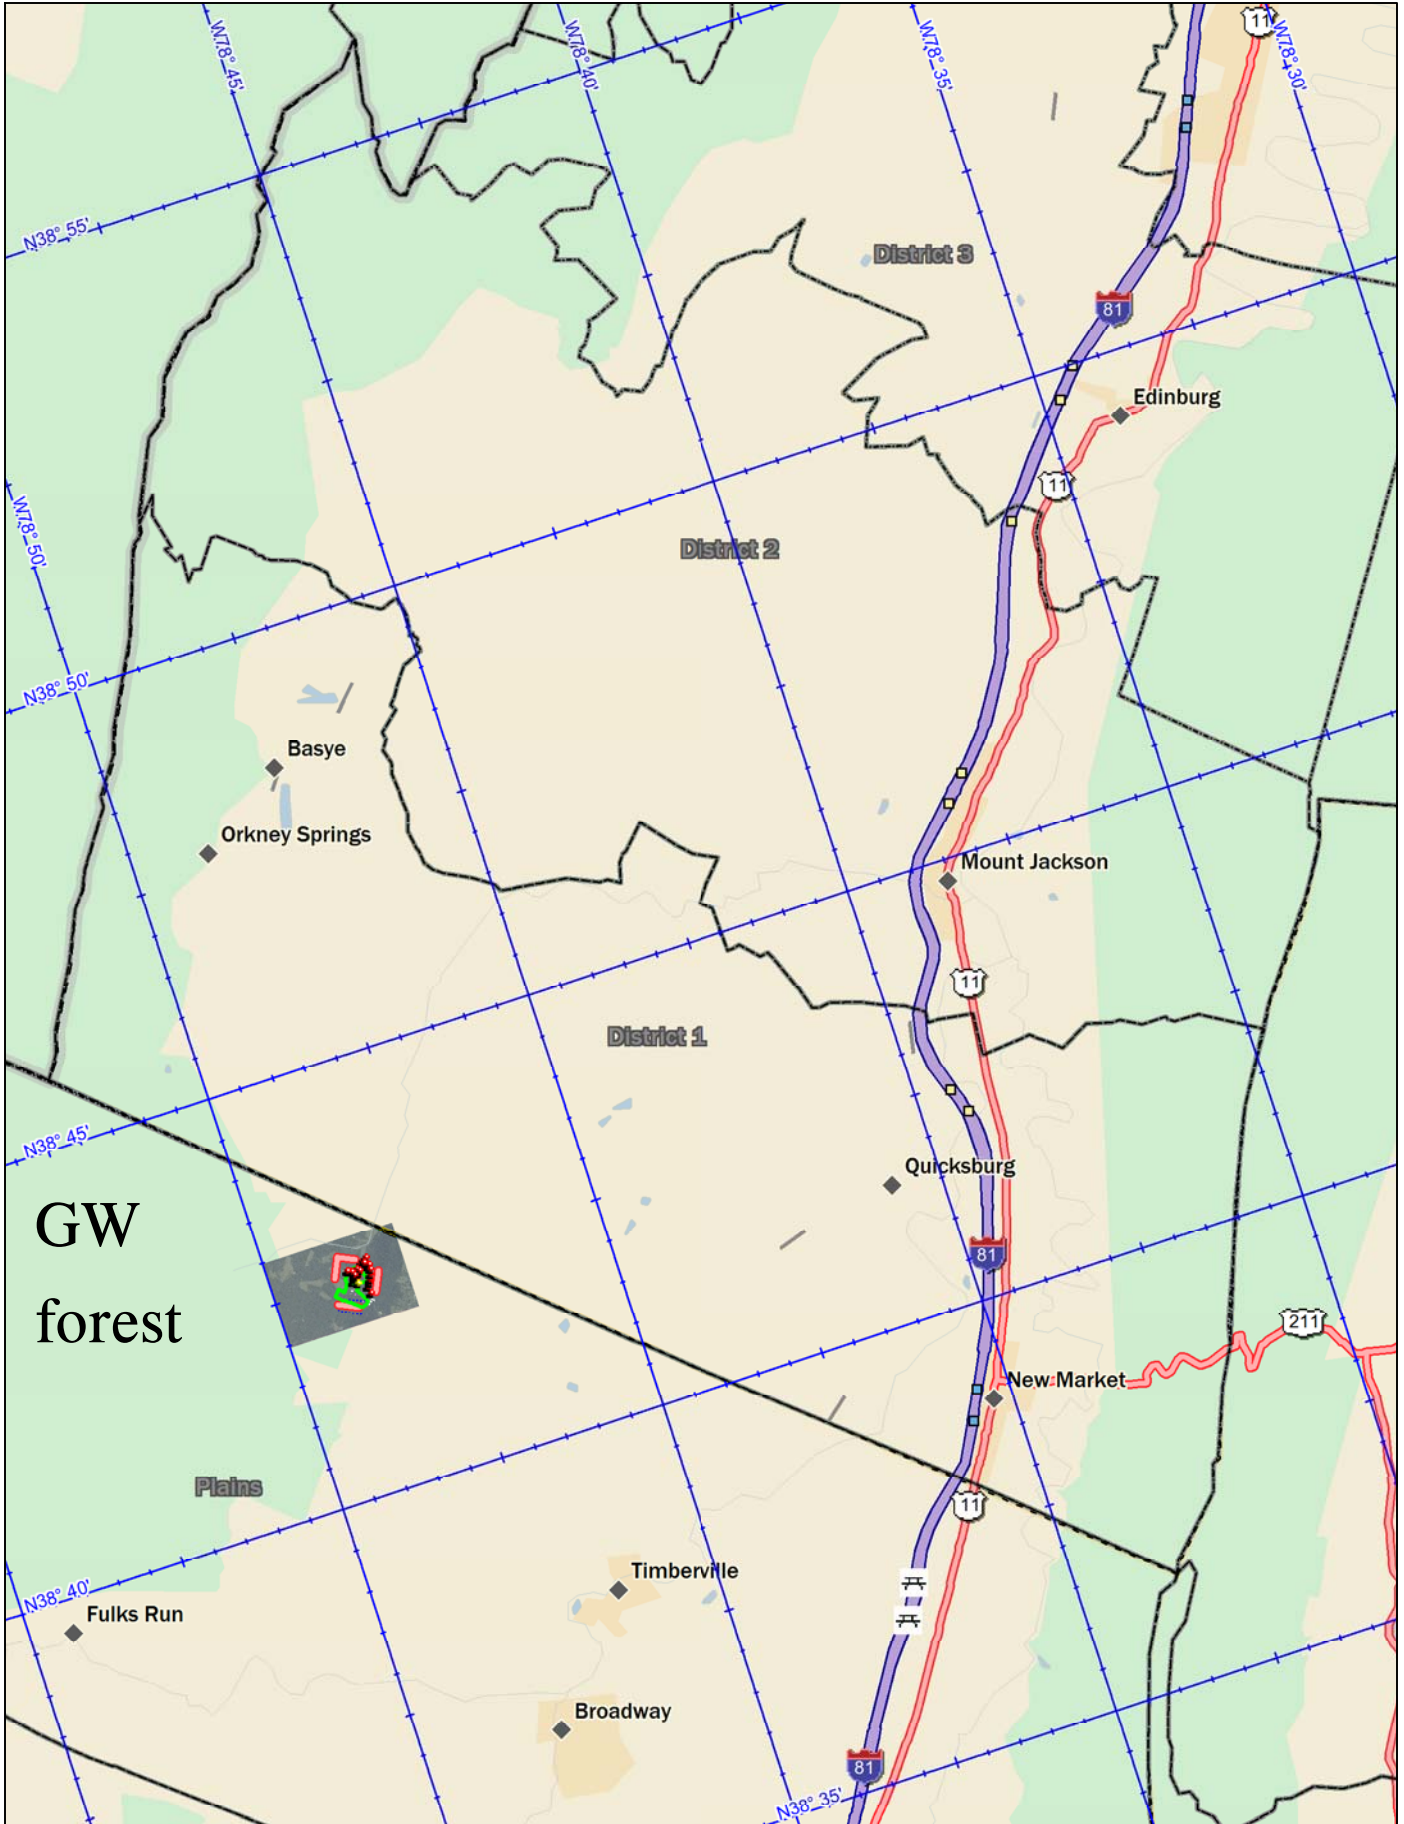 11
W78° 45'
W78° 40'
W78° 35'
W78° 30'
N38° 55'
District 3
81
Edinburg
11
W78° 50'
District 2
N38° 50'
Basye
Orkney Springs
Mount Jackson
11
District 1
N38° 45'
Quicksburg
GW
forest
81
211
New Market
Plains
11
Timberville
N38° 40'
Fulks Run
Broadway
81
N38° 35'